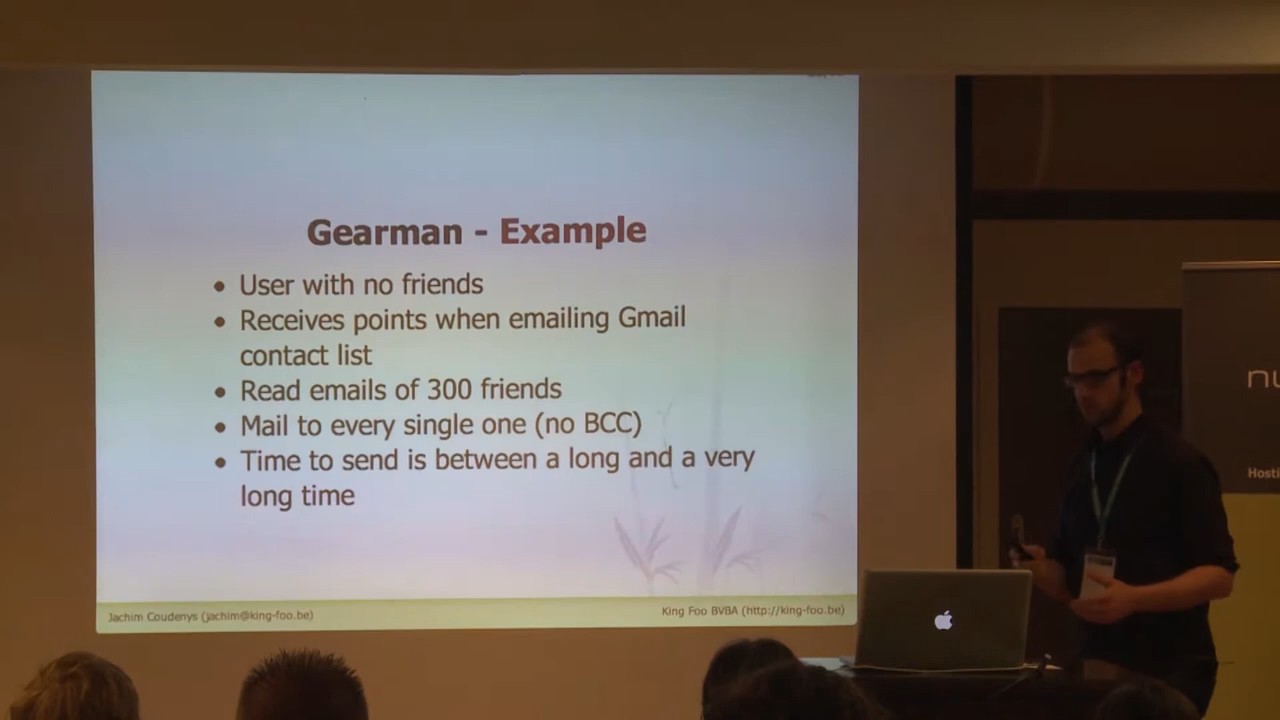 Gearman - Example
• User with no friends
• Receives points when emailing Gmail
contact list
• Read emails of 300 friends
• Mail to every single one (no BCC)
• Time to send is between a long and a very
long time
Jachim Coudenys (jachim@king-foo.be)
King Foo BVBA (http://king-foo.be)
nu
Hosti